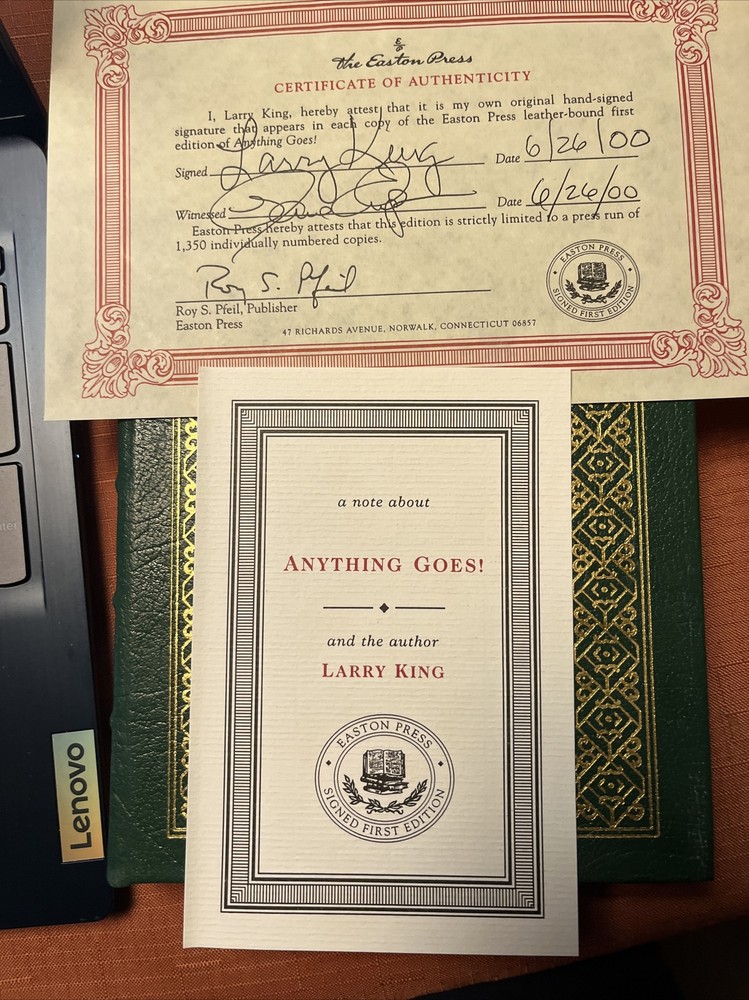 the Easton Press
CERTIFICATE OF AUTHENTICITY
I, Larry King, hereby attest that it is my own original hand-signed
signature that appears in each copy of the Easton Press leather-bound first
edition of Anything Goes!
Signed Larry King Date 6/26/00
Witnessed Date 6/26/00
Easton Press hereby attests that this edition is strictly limited to a press run of
1,350 individually numbered copies.
Roy S. Pfeil
Roy S. Pfeil, Publisher
Easton Press
47 RICHARDS AVENUE, NORWALK, CONNECTICUT 06857
EASTON PRESS
SIGNED FIRST EDITION
a note about
ANYTHING GOES!
and the author
LARRY KING
EASTON PRESS
SIGNED FIRST EDITION
Lenovo